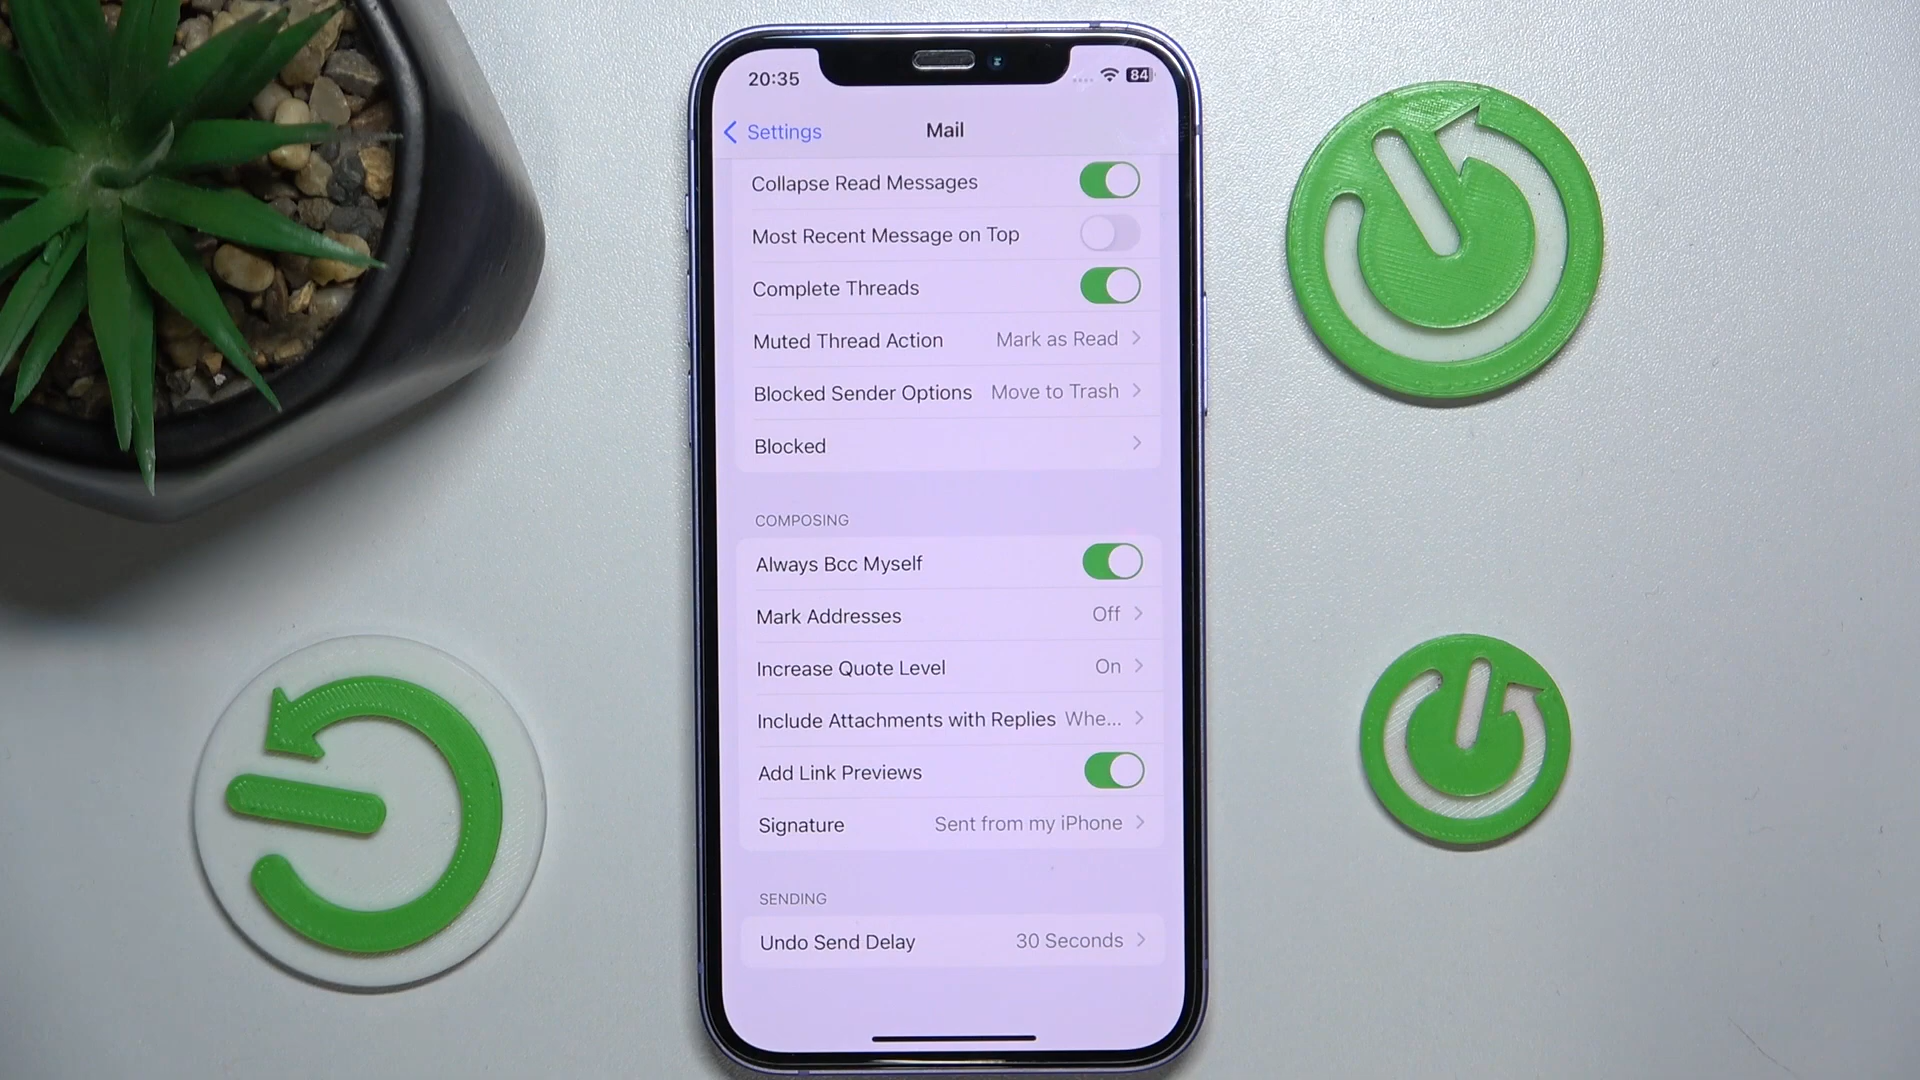 20:35 84
Settings Mail
Collapse Read Messages
Most Recent Message on Top
Complete Threads
Muted Thread Action Mark as Read
Blocked Sender Options Move to Trash
Blocked
COMPOSING
Always Bcc Myself
Mark Addresses Off
Increase Quote Level On
Include Attachments with Replies Whe...
Add Link Previews
Signature Sent from my iPhone
SENDING
Undo Send Delay 30 Seconds